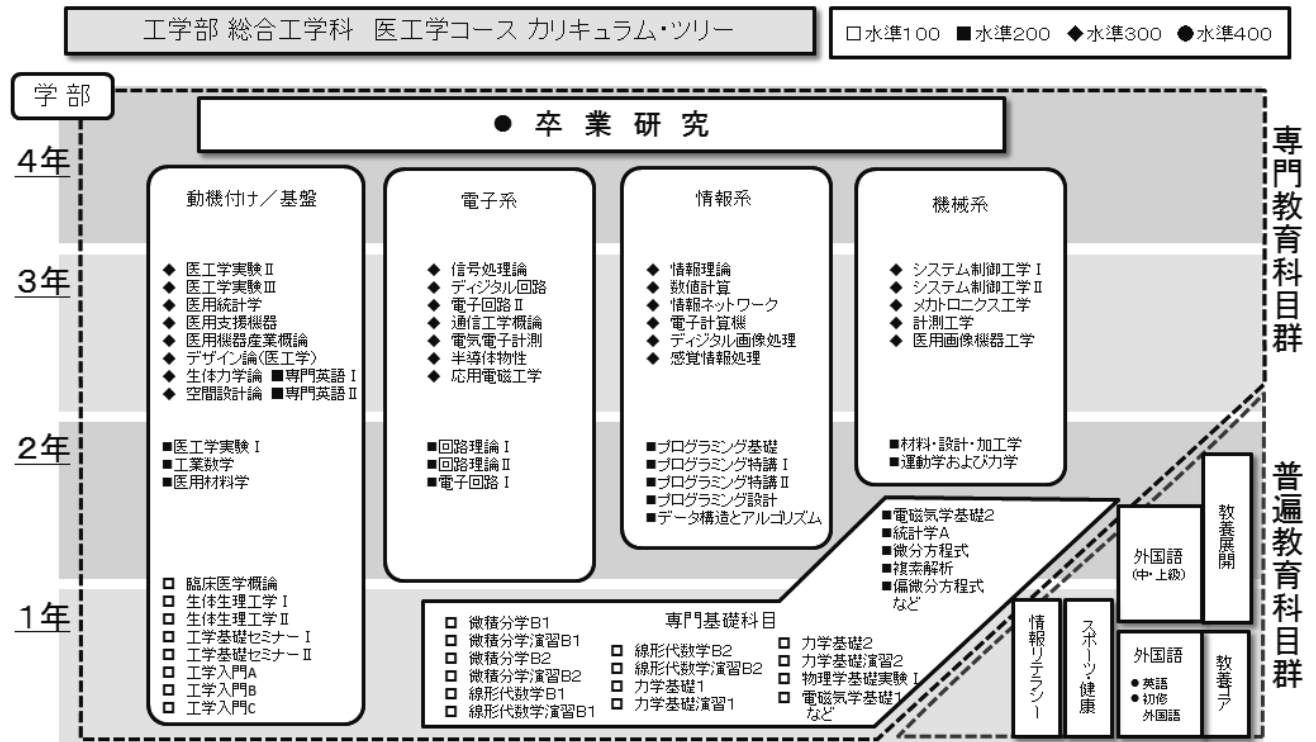 工学部 総合工学科 医工学コース カリキュラム・ツリー
□水準100 ■水準200 ◆水準300 ●水準400
学部
● 卒業研究
4年
3年
2年
1年
動機付け／基盤
◆ 医工学実験Ⅱ
◆ 医工学実験Ⅲ
◆ 医用統計学
◆ 医用支援機器
◆ 医用機器産業概論
◆ デザイン論(医工学)
◆ 生体力学論 ■専門英語Ⅰ
◆ 空間設計論 ■専門英語Ⅱ
■医工学実験Ⅰ
■工業数学
■医用材料学
□ 臨床医学概論
□ 生体生理工学Ⅰ
□ 生体生理工学Ⅱ
□ 工学基礎セミナーⅠ
□ 工学基礎セミナーⅡ
□ 工学入門A
□ 工学入門B
□ 工学入門C
電子系
◆ 信号処理論
◆ ディジタル回路
◆ 電子回路Ⅱ
◆ 通信工学概論
◆ 電気電子計測
◆ 半導体物性
◆ 応用電磁工学
■回路理論Ⅰ
■回路理論Ⅱ
■電子回路Ⅰ
情報系
◆ 情報理論
◆ 数値計算
◆ 情報ネットワーク
◆ 電子計算機
◆ ディジタル画像処理
◆ 感覚情報処理
■プログラミング基礎
■プログラミング特講Ⅰ
■プログラミング特講Ⅱ
■プログラミング設計
■データ構造とアルゴリズム
機械系
◆ システム制御工学Ⅰ
◆ システム制御工学Ⅱ
◆ メカトロニクス工学
◆ 計測工学
◆ 医用画像機器工学
■材料・設計・加工学
■運動学および力学
■電磁気学基礎2
■統計学A
■微分方程式
■複素解析
■偏微分方程式
など
専門基礎科目
□ 微積分学B1
□ 微積分学演習B1
□ 微積分学B2
□ 微積分学演習B2
□ 線形代数学B1
□ 線形代数学演習B1
□ 線形代数学B2
□ 線形代数学演習B2
□ 力学基礎1
□ 力学基礎演習1
□ 力学基礎2
□ 力学基礎演習2
□ 物理学基礎実験Ⅰ
□ 電磁気学基礎1
など
情報リテラシー
スポーツ・健康
外国語
(中・上級)
外国語
● 英語
● 初修
外国語
教養展開
教養コア
専門教育科目群
普遍教育科目群